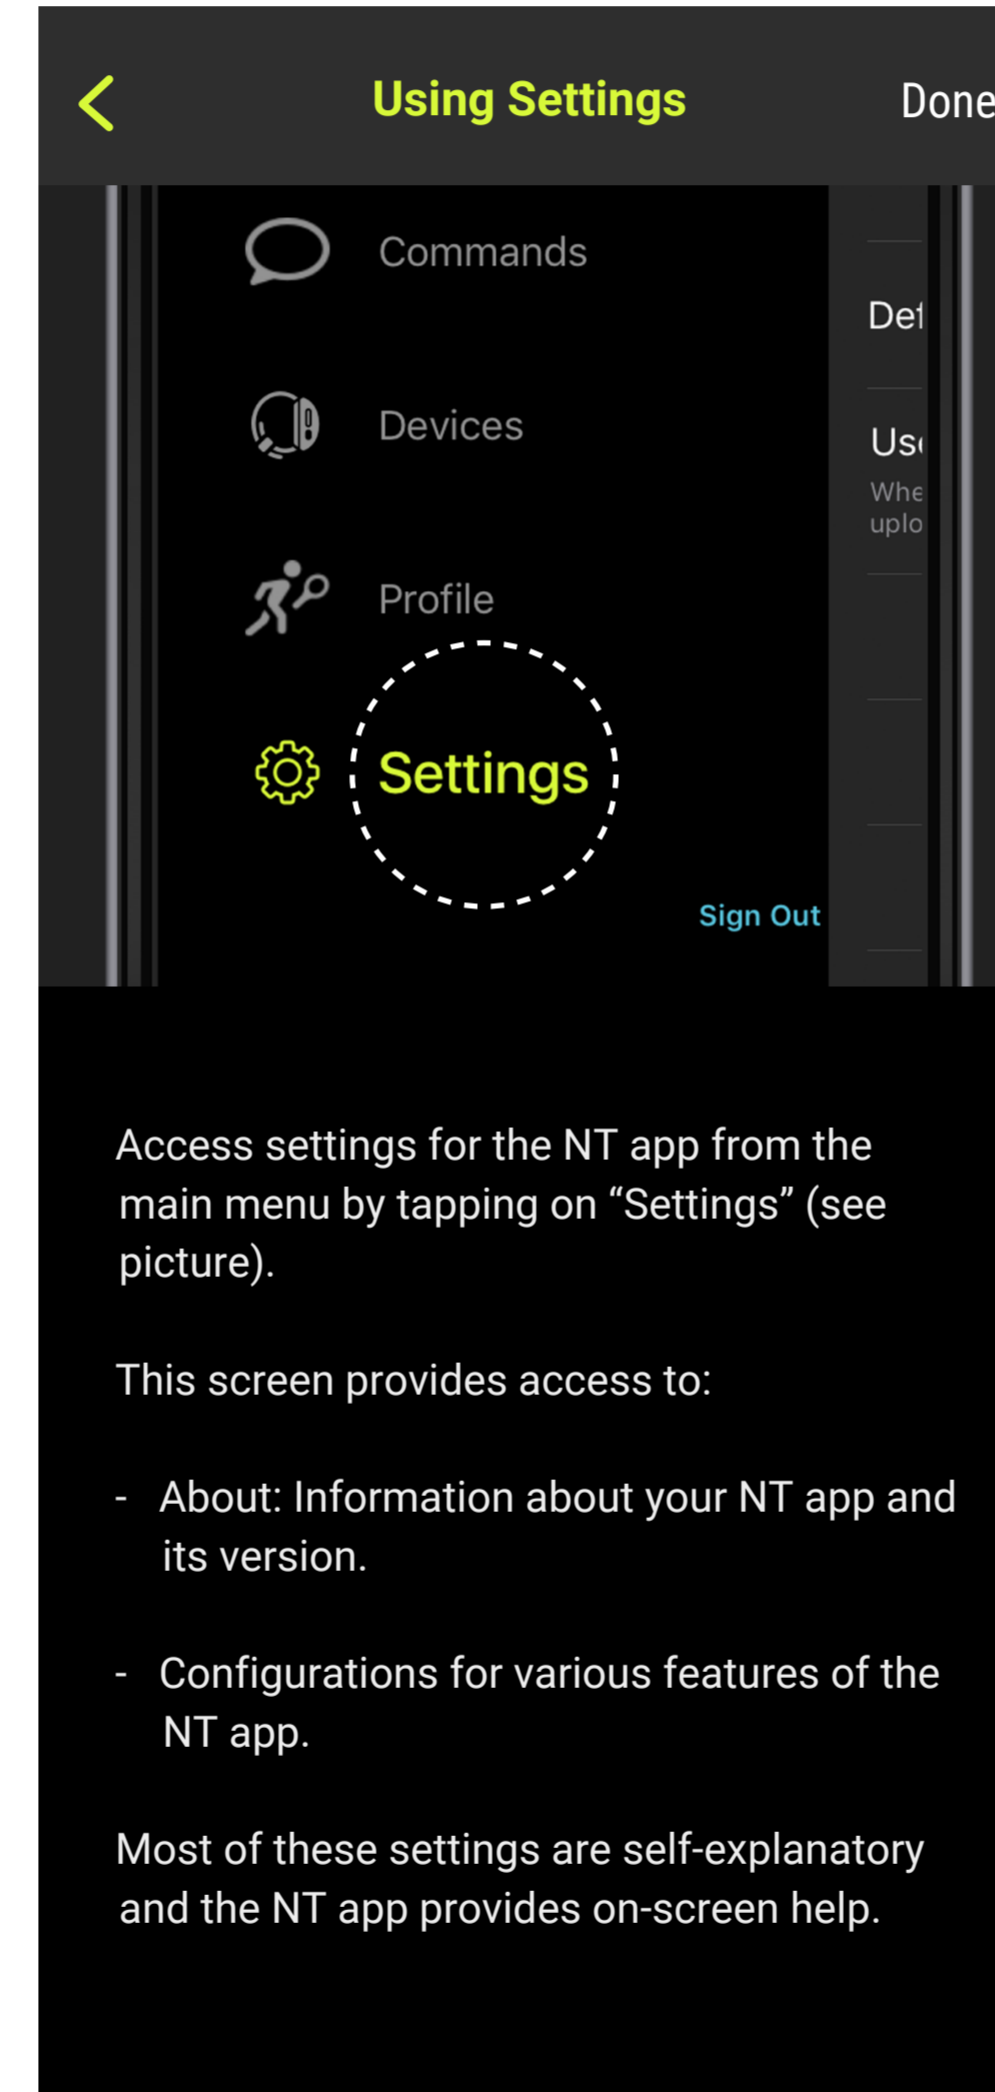 Using Settings
Done
Commands
Devices
Profile
Settings
Sign Out
Whe
uplo
Access settings for the NT app from the
main menu by tapping on “Settings” (see
picture).
This screen provides access to:
- About: Information about your NT app and
its version.
- Configurations for various features of the
NT app.
Most of these settings are self-explanatory
and the NT app provides on-screen help.